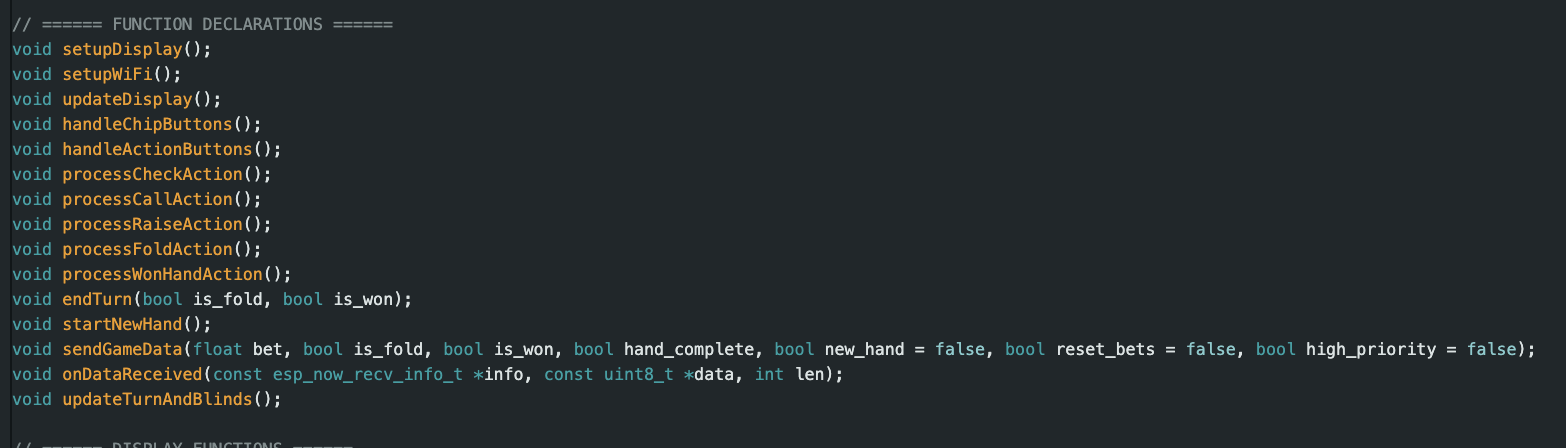 // ====== FUNCTION DECLARATIONS ======
void setupDisplay();
void setupWiFi();
void updateDisplay();
void handleChipButtons();
void handleActionButtons();
void processCheckAction();
void processCallAction();
void processRaiseAction();
void processFoldAction();
void processWonHandAction();
void endTurn(bool is_fold, bool is_won);
void startNewHand();
void sendGameData(float bet, bool is_fold, bool is_won, bool hand_complete, bool new_hand = false, bool reset_bets = false, bool high_priority = false);
void onDataReceived(const esp_now_recv_info_t *info, const uint8_t *data, int len);
void updateTurnAndBlinds();
// ====== DISPLAY FUNCTIONS ======